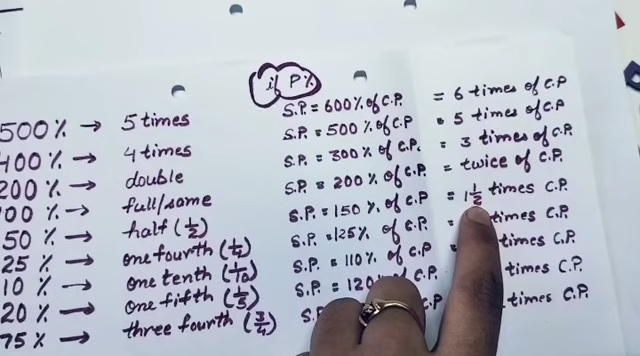 if P%
500% → 5 times S.P. = 600% of C.P. = 6 times of C.P
400% → 4 times S.P. = 500% of C.P. = 5 times of C.P
200% → double S.P. = 300% of C.P. = 3 times of C.P.
100% → full/same S.P. = 200% of C.P = twice of C.P.
50% → half (1/2) S.P. = 150% of C.P = 1 1/2 times C.P.
25% → one fourth (1/4) S.P. = 125% of C.P = times C.P
10% → one tenth (1/10) S.P. = 110% of C.P times C.P.
20% → one fifth (1/5) S.P. = 120% of C.P. times C.P.
75% → three fourth (3/4) S.P. C.P times C.P.